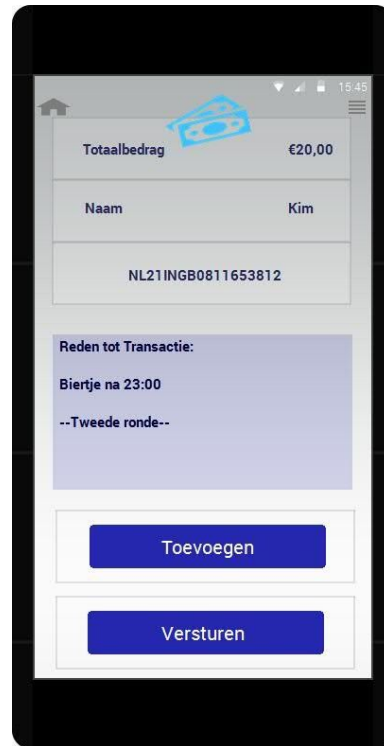 15:45
Totaalbedrag €20,00
Naam Kim
NL21INGB0811653812
Reden tot Transactie:
Biertje na 23:00
--Tweede ronde--
Toevoegen
Versturen